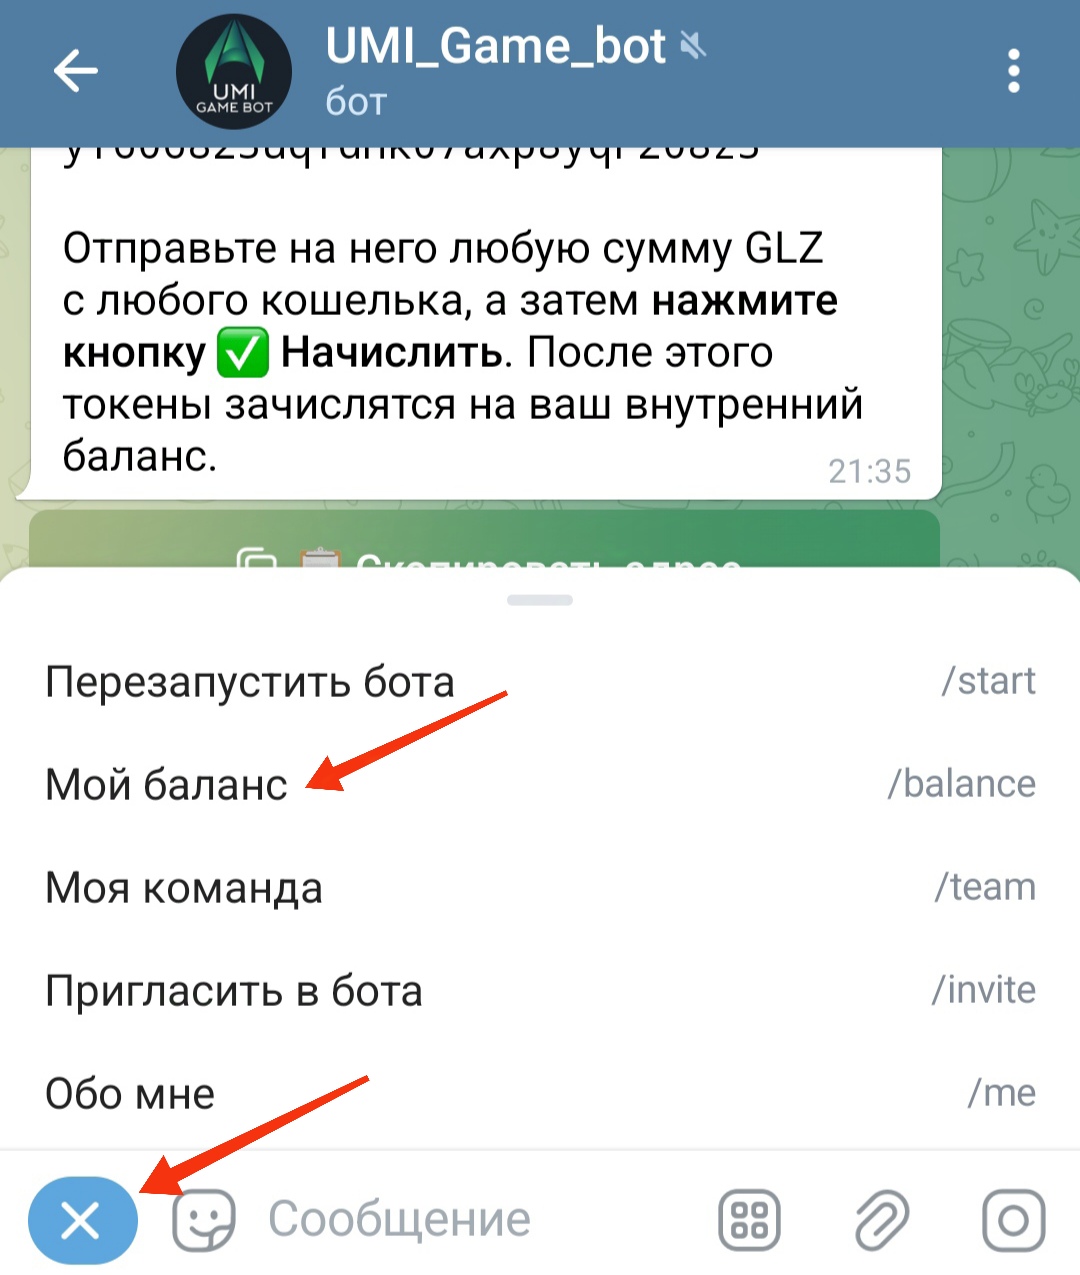 UMI_Game_bot
бот
UMI
GAME BOT
Отправьте на него любую сумму GLZ
с любого кошелька, а затем нажмите
кнопку ✅ Начислить. После этого
токены зачислятся на ваш внутренний
баланс.
21:35
Скопировать адрес
Перезапустить бота /start
Мой баланс /balance
Моя команда /team
Пригласить в бота /invite
Обо мне /me
Сообщение